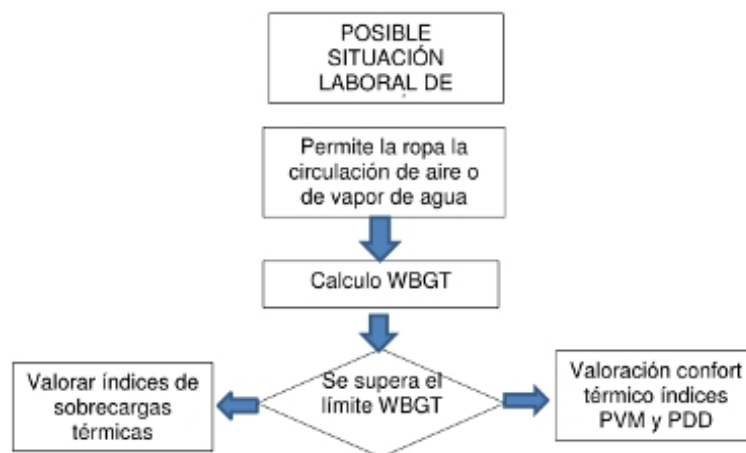 POSIBLE
SITUACIÓN
LABORAL DE
Permite la ropa la
circulación de aire o
de vapor de agua
Calculo WBGT
Se supera el
límite WBGT
Valorar índices de
sobrecargas
térmicas
Valoración confort
térmico índices
PVM y PDD